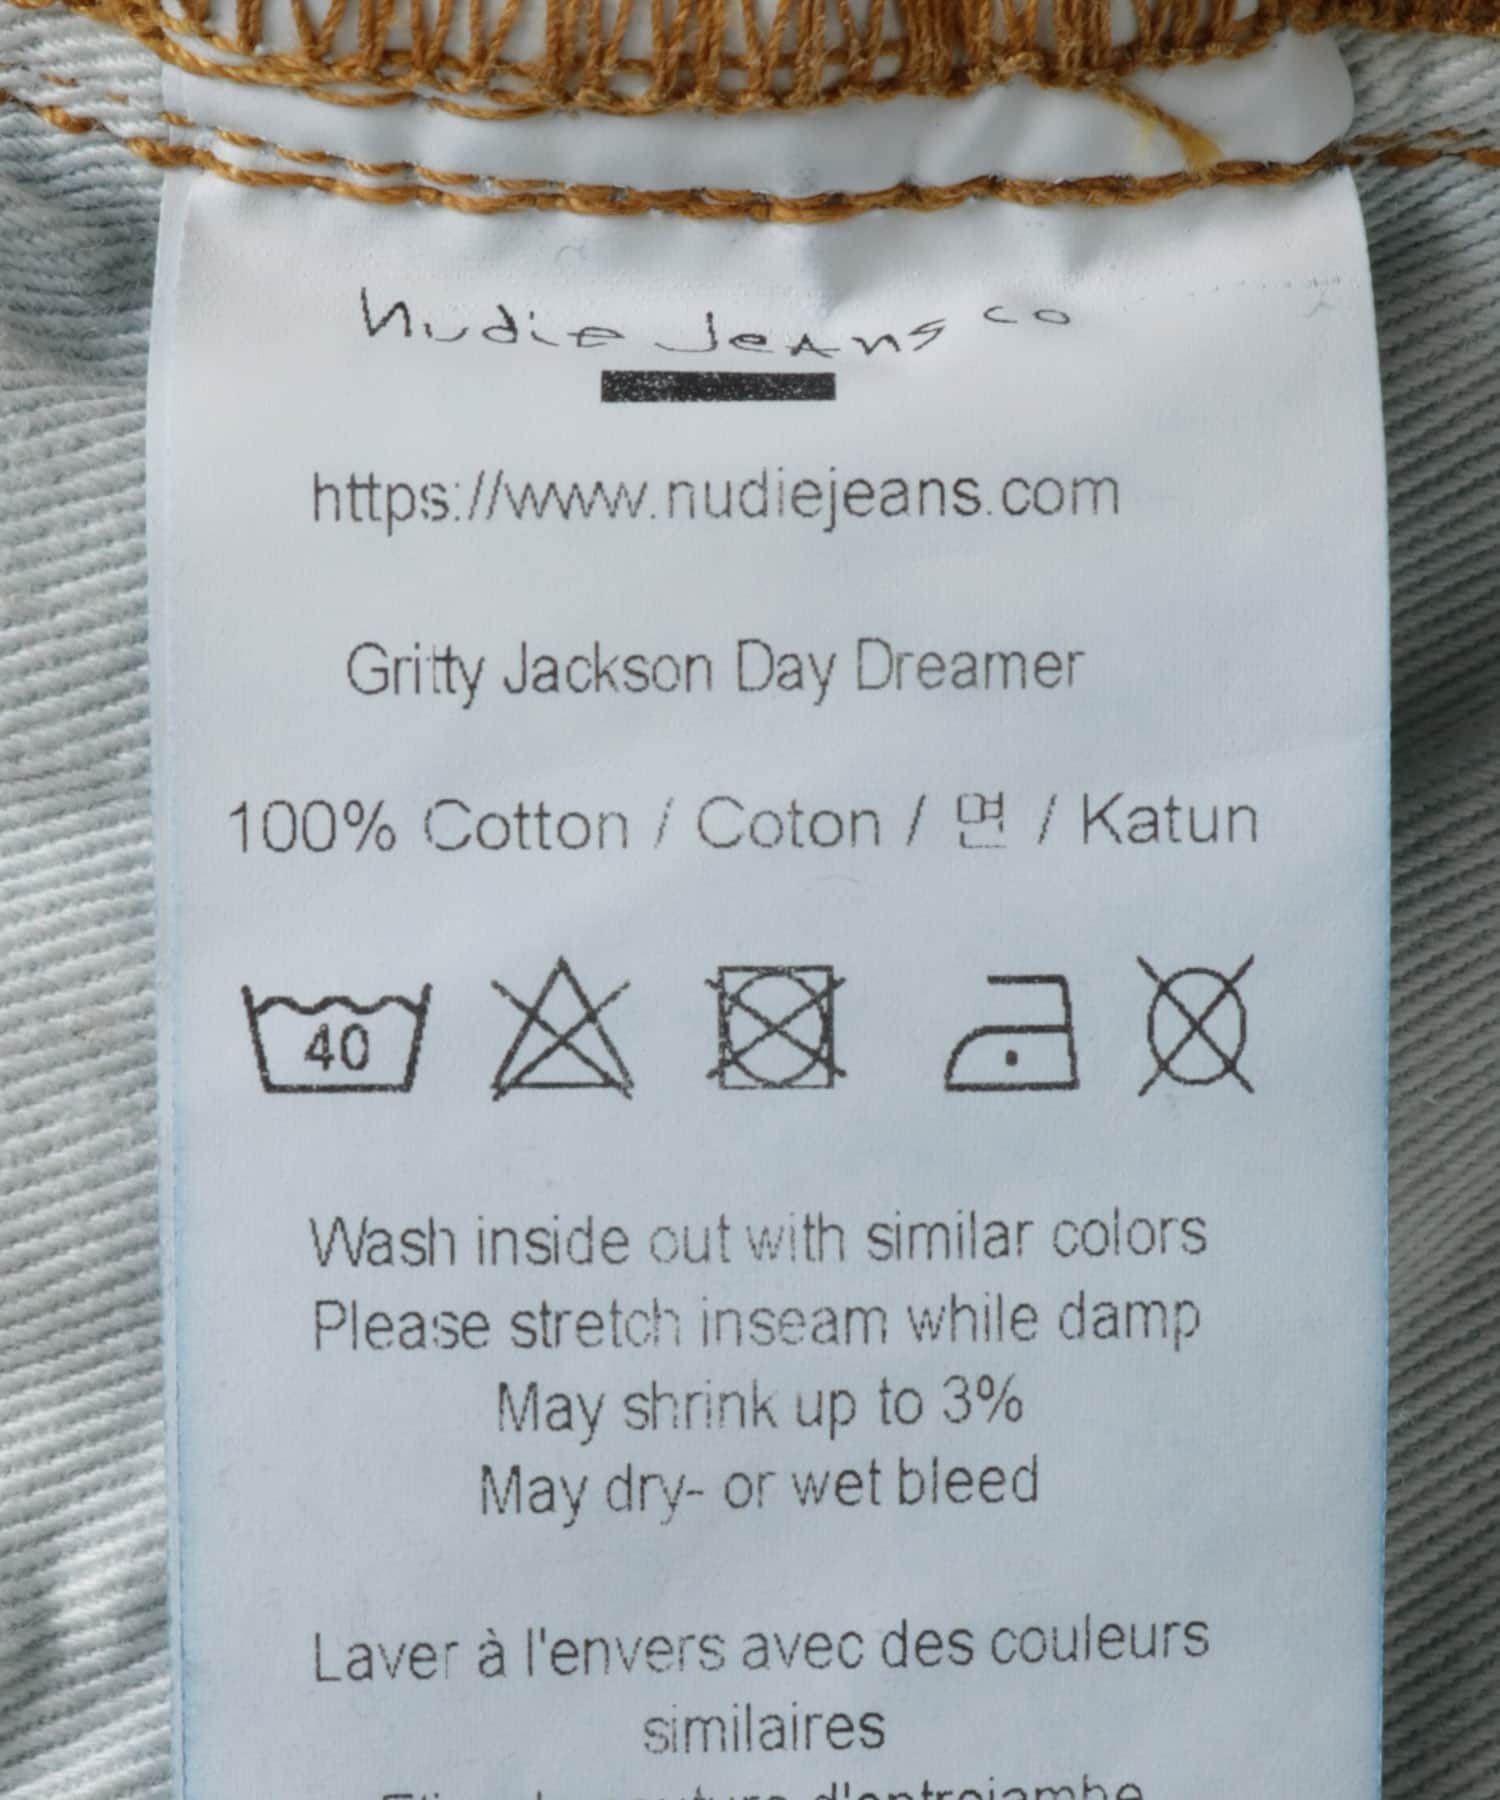 Nudie Jeans co
https://www.nudiejeans.com
Gritty Jackson Day Dreamer
100% Cotton / Coton / 면 / Katun
40
Wash inside out with similar colors
Please stretch inseam while damp
May shrink up to 3%
May dry- or wet bleed
Laver à l'envers avec des couleurs
similaires
d'entrejambe